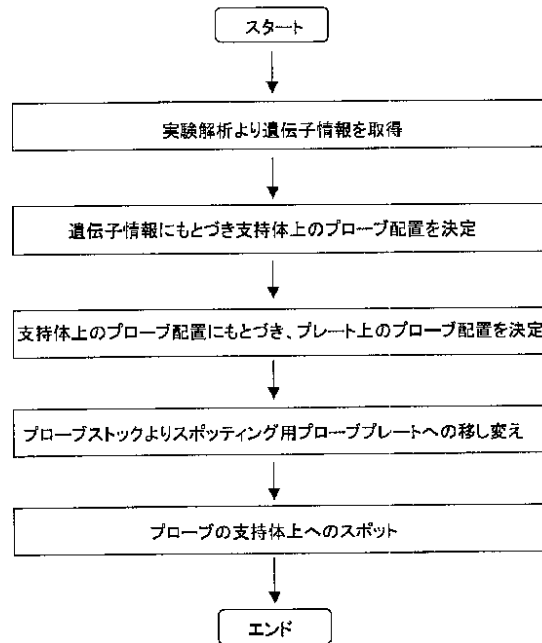 スタート
実験解析より遺伝子情報を取得
遺伝子情報にもとづき支持体上のプローブ配置を決定
支持体上のプローブ配置にもとづき、プレート上のプローブ配置を決定
プローブストックよりスポッティング用プローブプレートへの移し変え
プローブの支持体上へのスポット
エンド